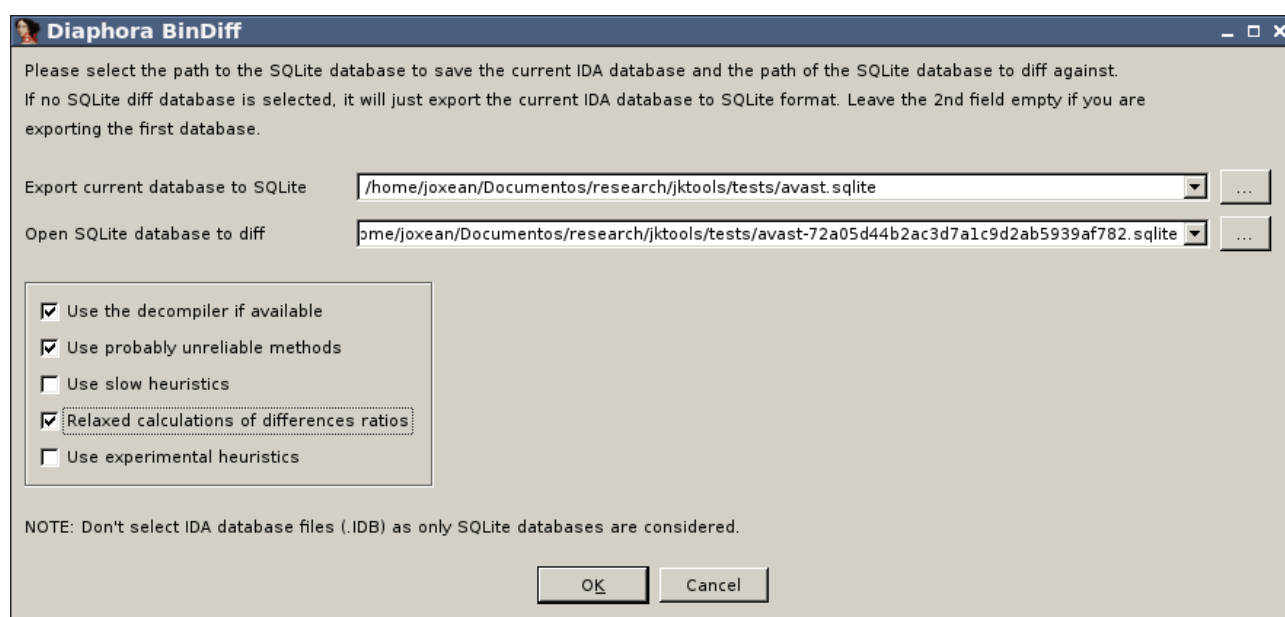 Diaphora BinDiff
Please select the path to the SQLite database to save the current IDA database and the path of the SQLite database to diff against.
If no SQLite diff database is selected, it will just export the current IDA database to SQLite format. Leave the 2nd field empty if you are
exporting the first database.
Export current database to SQLite /home/joxean/Documentos/research/jktools/tests/avast.sqlite ...
Open SQLite database to diff ome/joxean/Documentos/research/jktools/tests/avast-72a05d44b2ac3d7a1c9d2ab5939af782.sqlite ...
Use the decompiler if available
Use probably unreliable methods
Use slow heuristics
Relaxed calculations of differences ratios
Use experimental heuristics
NOTE: Don't select IDA database files (.IDB) as only SQLite databases are considered.
OK Cancel